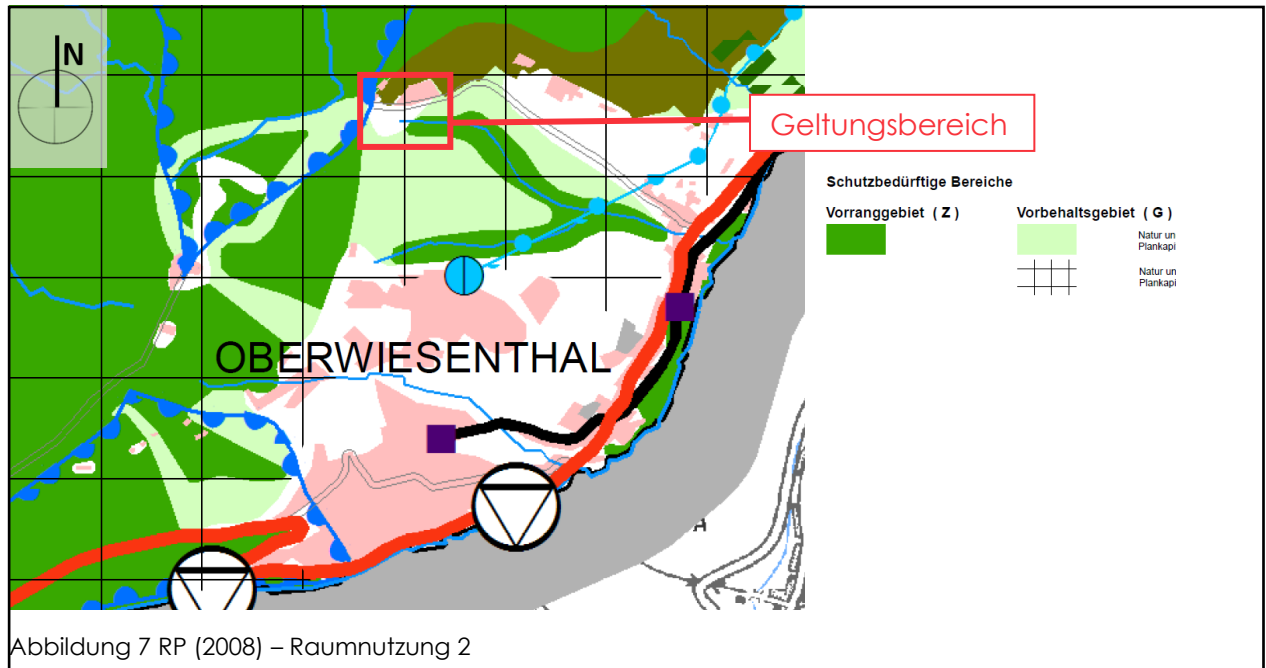 N
Geltungsbereich
Schutzbedürftige Bereiche
Vorranggebiet ( Z )
Vorbehaltsgebiet ( G )
Natur un
Plankapi
Natur un
Plankapi
OBERWIESENTHAL
A
Abbildung 7 RP (2008) – Raumnutzung 2